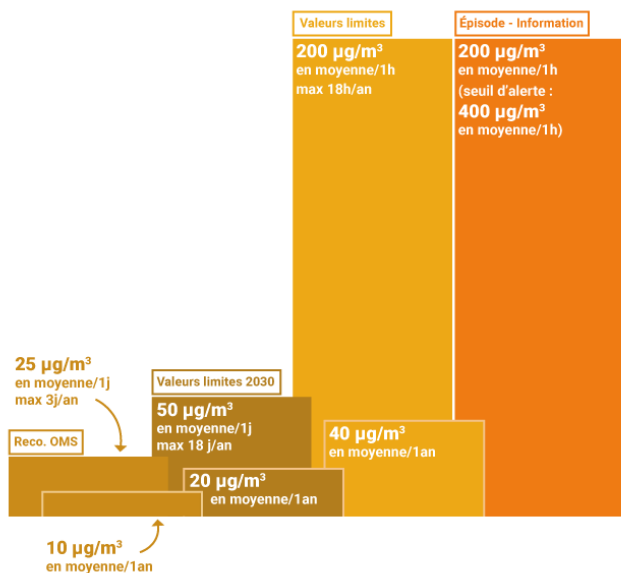 Valeurs limites
200 µg/m³
en moyenne/1h
max 18h/an
Épisode - Information
200 µg/m³
en moyenne/1h
(seuil d'alerte :
400 µg/m³
en moyenne/1h)
25 µg/m³
en moyenne/1j
max 3j/an
Reco. OMS
Valeurs limites 2030
50 µg/m³
en moyenne/1j
max 18 j/an
40 µg/m³
en moyenne/1an
20 µg/m³
en moyenne/1an
10 µg/m³
en moyenne/1an